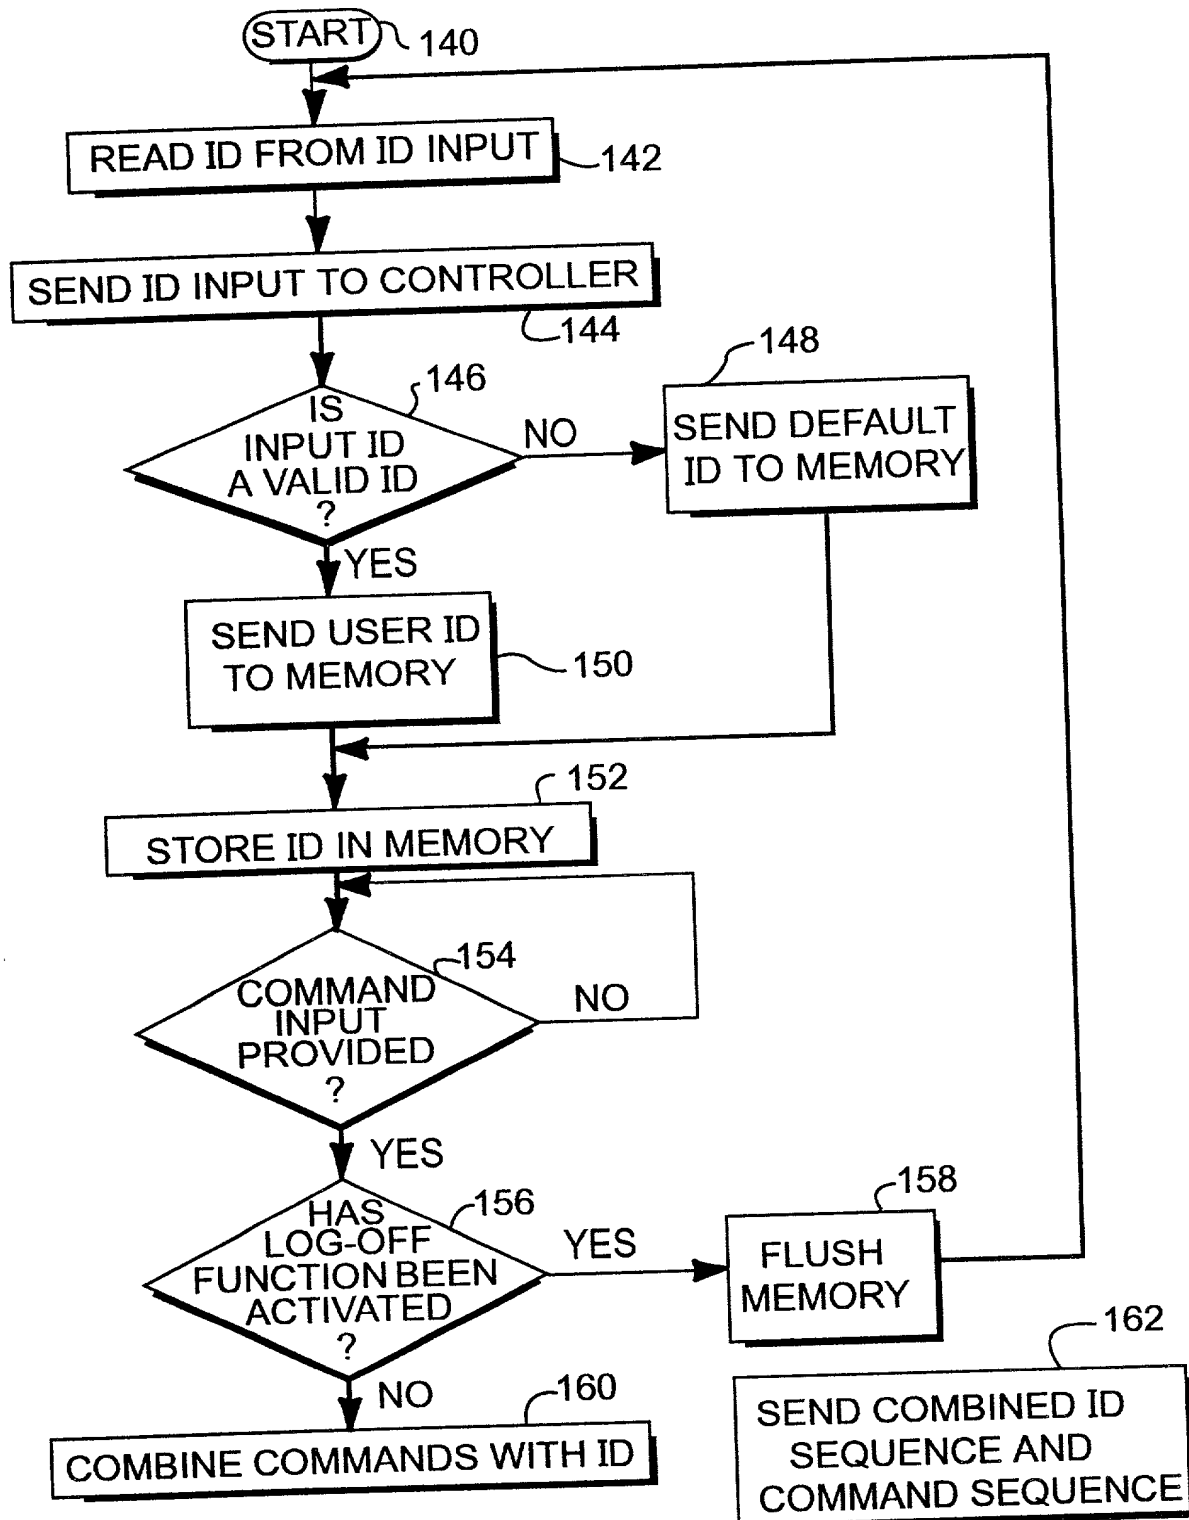 START
140
READ ID FROM ID INPUT
142
SEND ID INPUT TO CONTROLLER
144
146
IS
INPUT ID
A VALID ID
?
NO
148
SEND DEFAULT
ID TO MEMORY
YES
SEND USER ID
TO MEMORY
150
152
STORE ID IN MEMORY
154
COMMAND
INPUT
PROVIDED
?
NO
YES
156
HAS
LOG-OFF
FUNCTION BEEN
ACTIVATED
?
YES
158
FLUSH
MEMORY
NO
160
COMBINE COMMANDS WITH ID
162
SEND COMBINED ID
SEQUENCE AND
COMMAND SEQUENCE